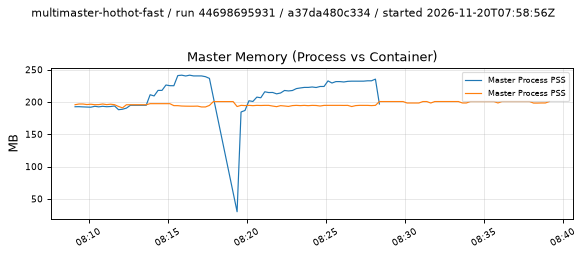 multimaster-hothot-fast / run 44698695931 / a37da480c334 / started 2026-11-20T07:58:56Z
Master Memory (Process vs Container)
Master Process PSS
Master Process PSS
MB
250
200
150
100
50
08:10
08:15
08:20
08:25
08:30
08:35
08:40